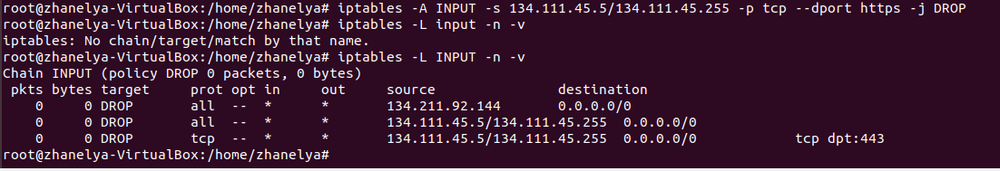 root@zhanelya-VirtualBox:/home/zhanelya# iptables -A INPUT -s 134.111.45.5/134.111.45.255 -p tcp --dport https -j DROP
root@zhanelya-VirtualBox:/home/zhanelya# iptables -L input -n -v
iptables: No chain/target/match by that name.
root@zhanelya-VirtualBox:/home/zhanelya# iptables -L INPUT -n -v
Chain INPUT (policy DROP 0 packets, 0 bytes)
 pkts bytes target     prot opt in     out     source               destination
    0     0 DROP       all  --  *      *       134.211.92.144       0.0.0.0/0
    0     0 DROP       all  --  *      *       134.111.45.5/134.111.45.255  0.0.0.0/0
    0     0 DROP       tcp  --  *      *       134.111.45.5/134.111.45.255  0.0.0.0/0            tcp dpt:443
root@zhanelya-VirtualBox:/home/zhanelya#